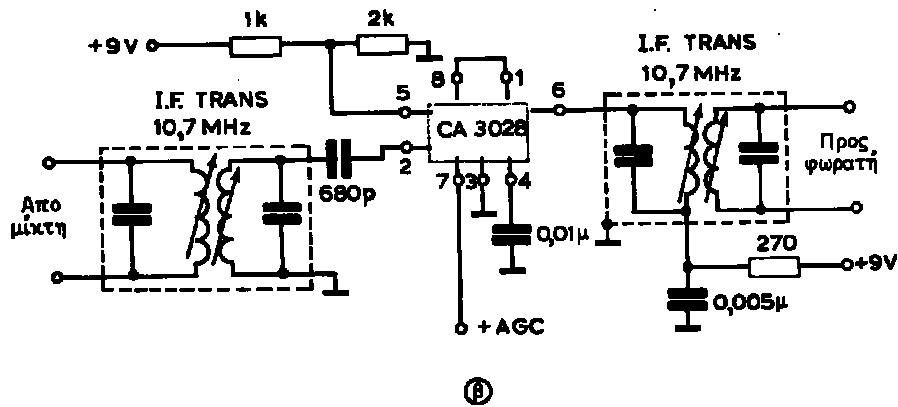 1k
2k
+9V
8
1
I.F. TRANS
10,7 MHz
5
6
I.F. TRANS
10,7 MHz
CA 3028
2
680p
7
3
4
Απο
μίκτη
0,01μ
Προς
φωρατή
270
+9V
0,005μ
+AGC
β